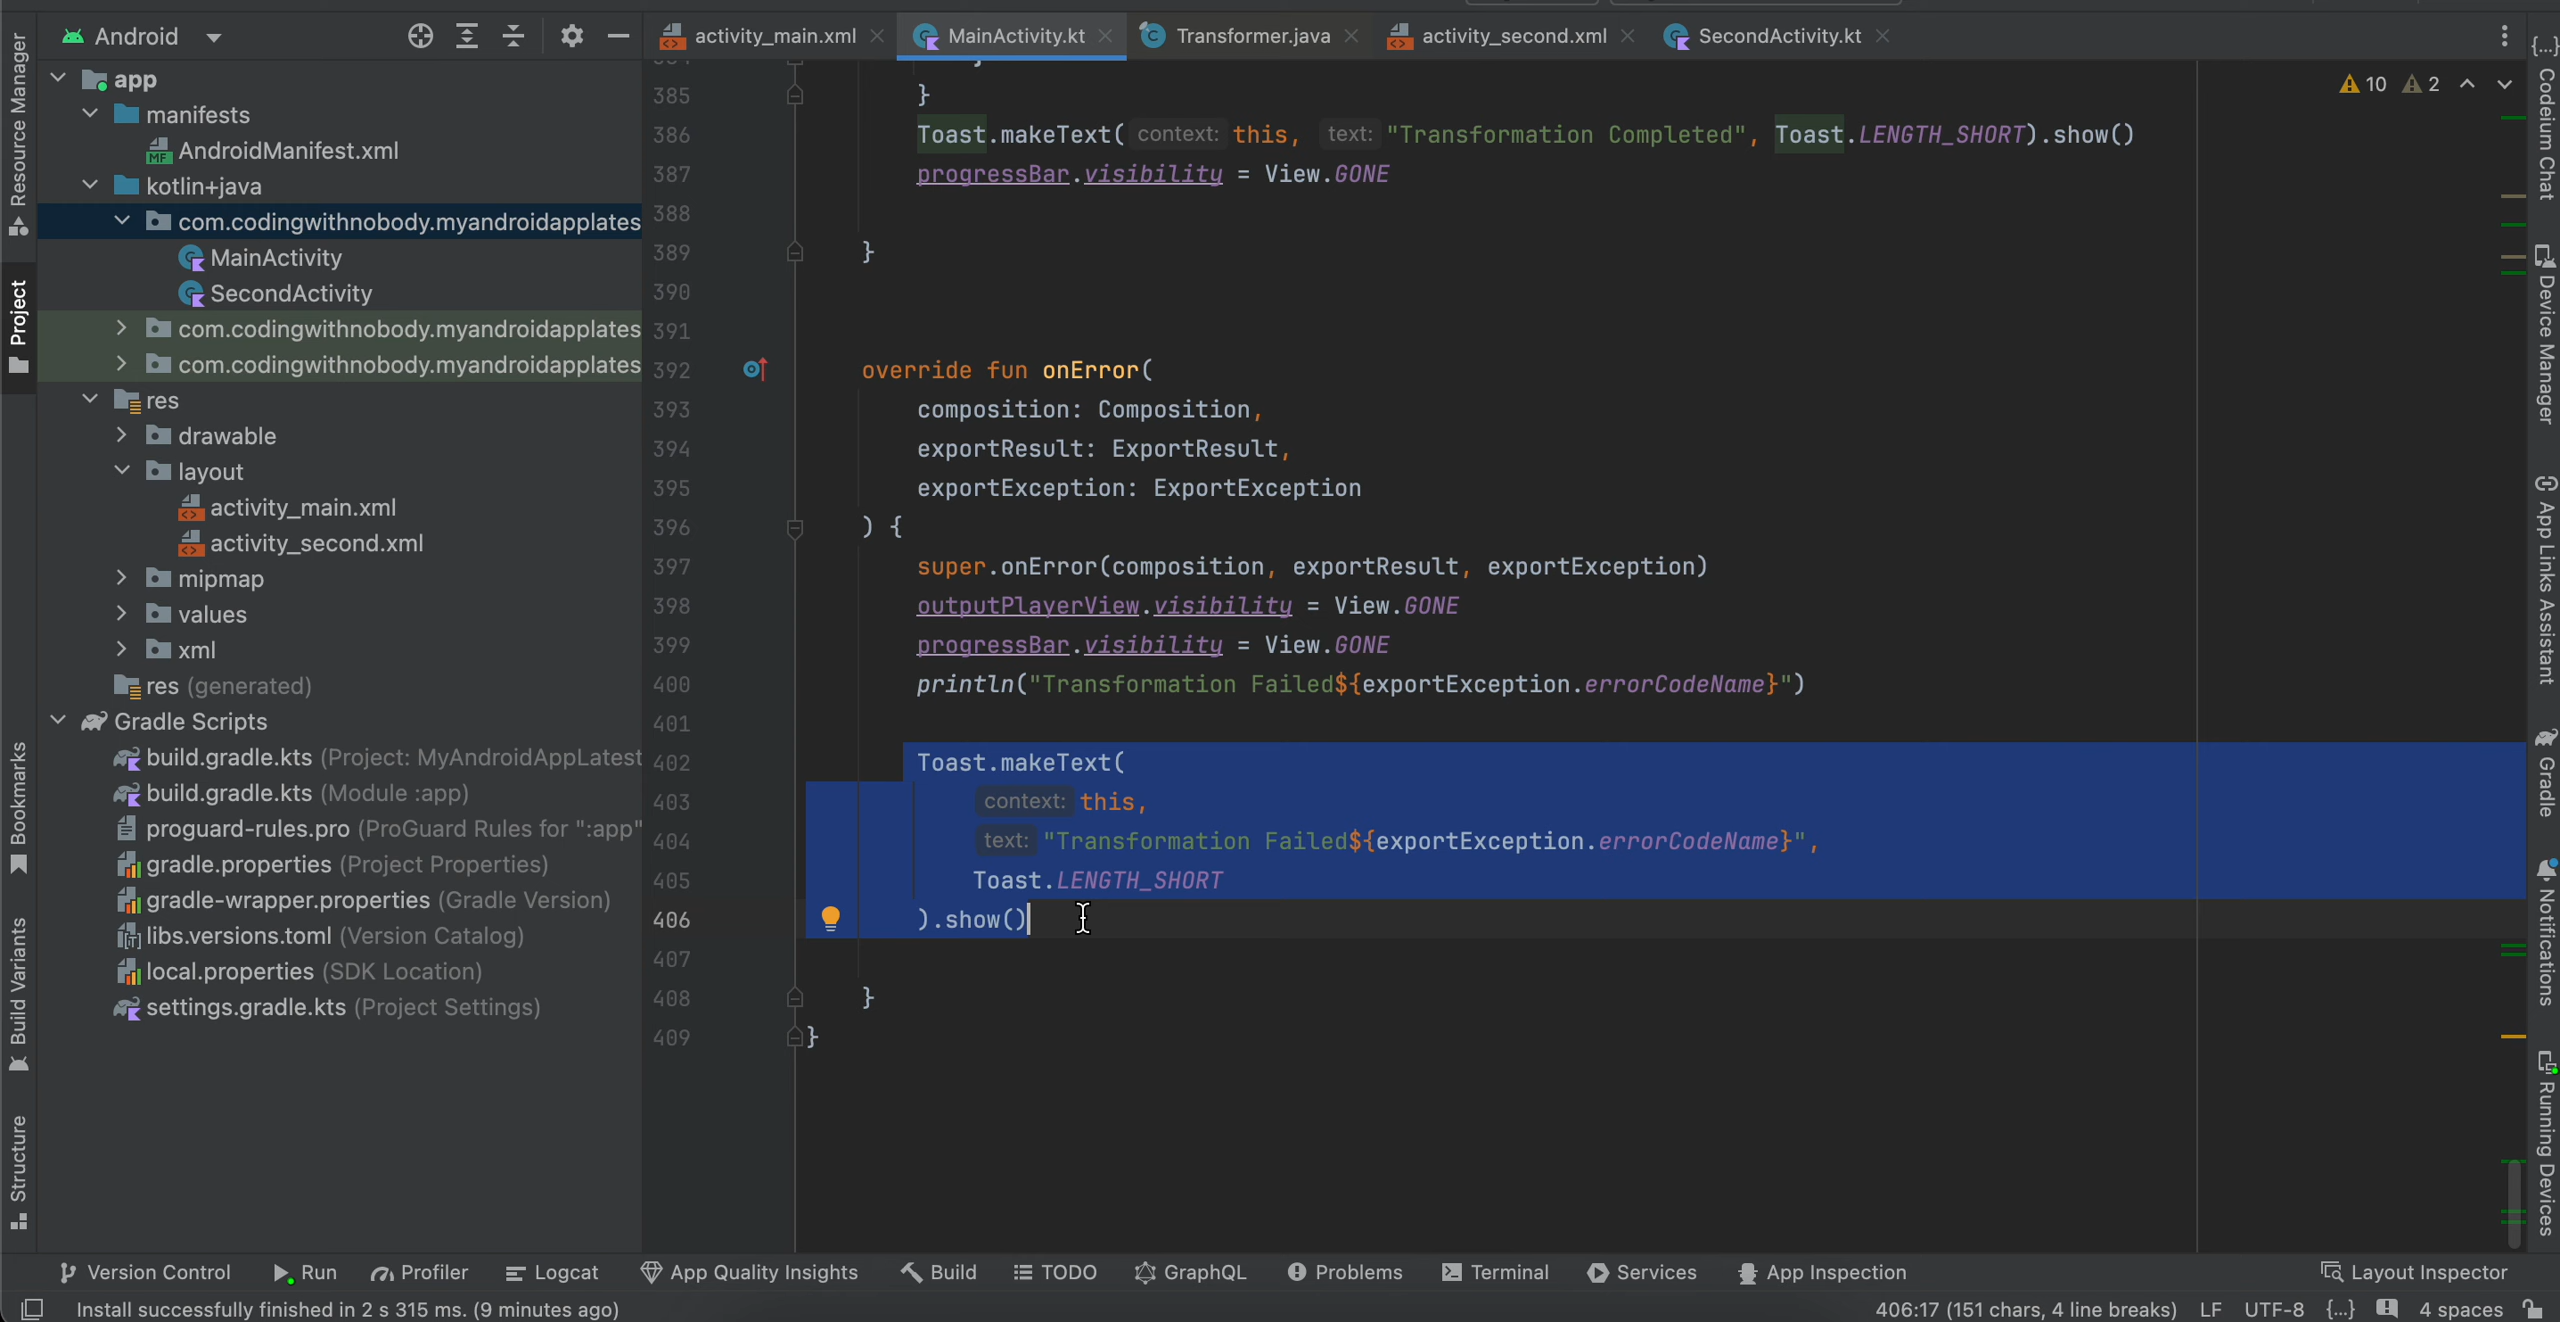 Android
activity_main.xml
MainActivity.kt
Transformer.java
activity_second.xml
SecondActivity.kt
Resource Manager
Project
Bookmarks
Build Variants
Structure
app
manifests
AndroidManifest.xml
kotlin+java
com.codingwithnobody.myandroidapplates
MainActivity
SecondActivity
com.codingwithnobody.myandroidapplates
com.codingwithnobody.myandroidapplates
res
drawable
layout
activity_main.xml
activity_second.xml
mipmap
values
xml
res (generated)
Gradle Scripts
build.gradle.kts (Project: MyAndroidAppLatest
build.gradle.kts (Module :app)
proguard-rules.pro (ProGuard Rules for ":app"
gradle.properties (Project Properties)
gradle-wrapper.properties (Gradle Version)
libs.versions.toml (Version Catalog)
local.properties (SDK Location)
settings.gradle.kts (Project Settings)
10 2
385 }
386 Toast.makeText( context: this, text: "Transformation Completed", Toast.LENGTH_SHORT).show()
387 progressBar.visibility = View.GONE
388
389 }
390
391
392 override fun onError(
393 composition: Composition,
394 exportResult: ExportResult,
395 exportException: ExportException
396 ) {
397 super.onError(composition, exportResult, exportException)
398 outputPlayerView.visibility = View.GONE
399 progressBar.visibility = View.GONE
400 println("Transformation Failed${exportException.errorCodeName}")
401
402 Toast.makeText(
403 context: this,
404 text: "Transformation Failed${exportException.errorCodeName}",
405 Toast.LENGTH_SHORT
406 ).show()
407
408 }
409 }
{...} Codeium Chat
Device Manager
App Links Assistant
Gradle
Notifications
Running Devices
Version Control
Run
Profiler
Logcat
App Quality Insights
Build
TODO
GraphQL
Problems
Terminal
Services
App Inspection
Layout Inspector
Install successfully finished in 2 s 315 ms. (9 minutes ago)
406:17 (151 chars, 4 line breaks) LF UTF-8 {...} 4 spaces